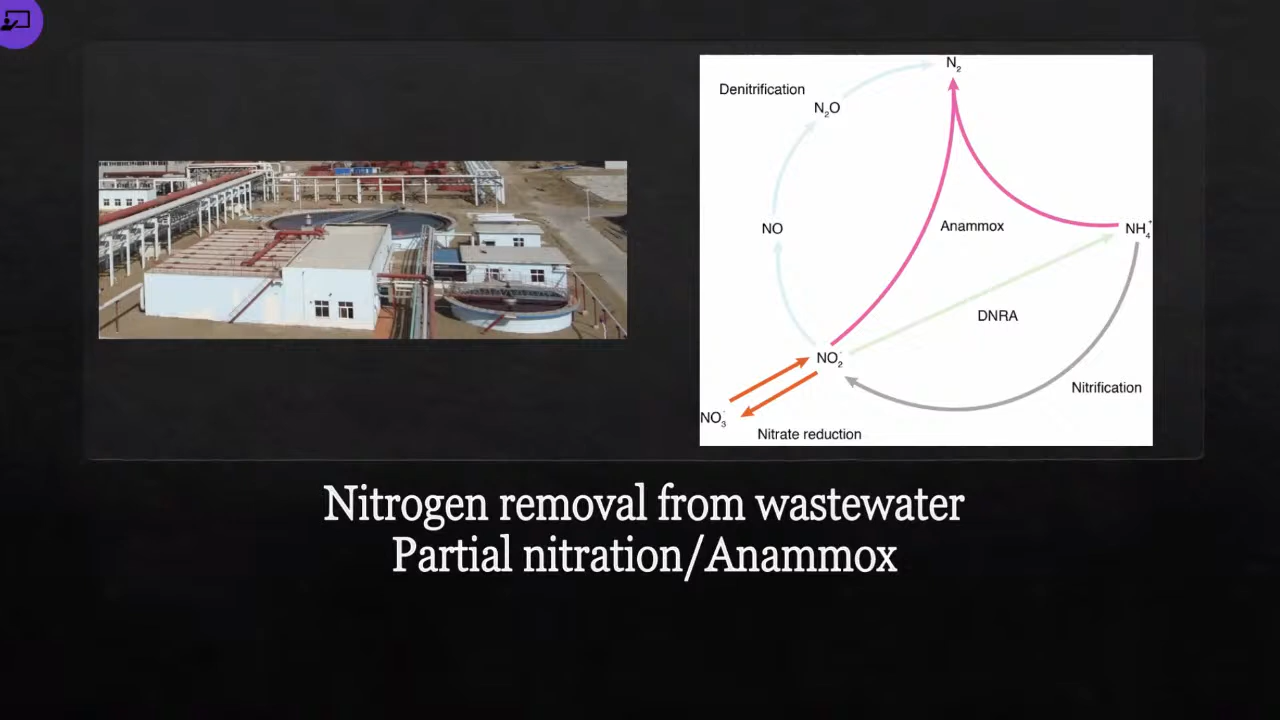 N₂
Denitrification
N₂O
NO
Anammox
NH₄⁺
DNRA
NO₂⁻
Nitrification
NO₃⁻
Nitrate reduction
Nitrogen removal from wastewater
Partial nitration/Anammox